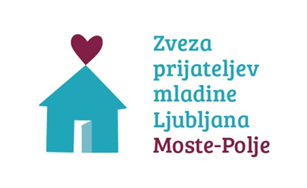 Zveza
prijateljev
mladine
Ljubljana
Moste-Polje